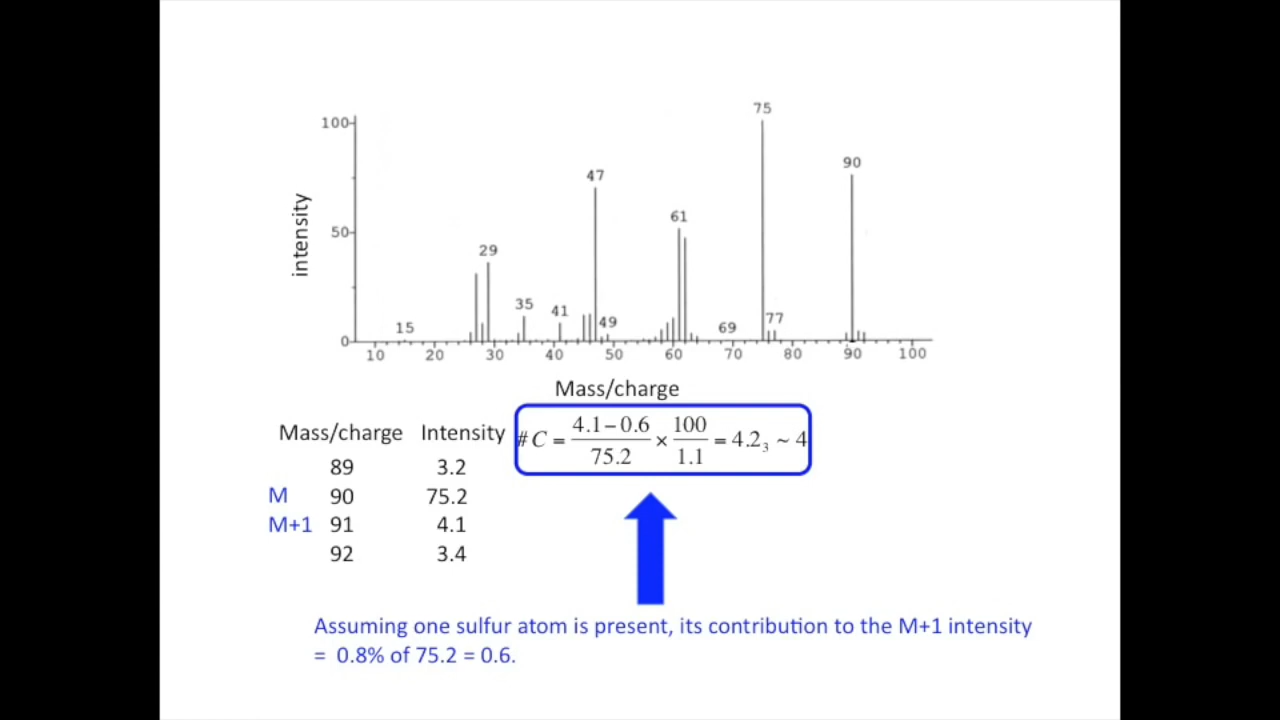 75
100
90
47
61
50
29
35
41
49
15
69
77
0
10 20 30 40 50 60 70 80 90 100
intensity
Mass/charge
Mass/charge Intensity
89 3.2
M 90 75.2
M+1 91 4.1
92 3.4
# C = (4.1 – 0.6)/75.2 × 100/1.1 = 4.2₃ ~ 4
Assuming one sulfur atom is present, its contribution to the M+1 intensity
= 0.8% of 75.2 = 0.6.